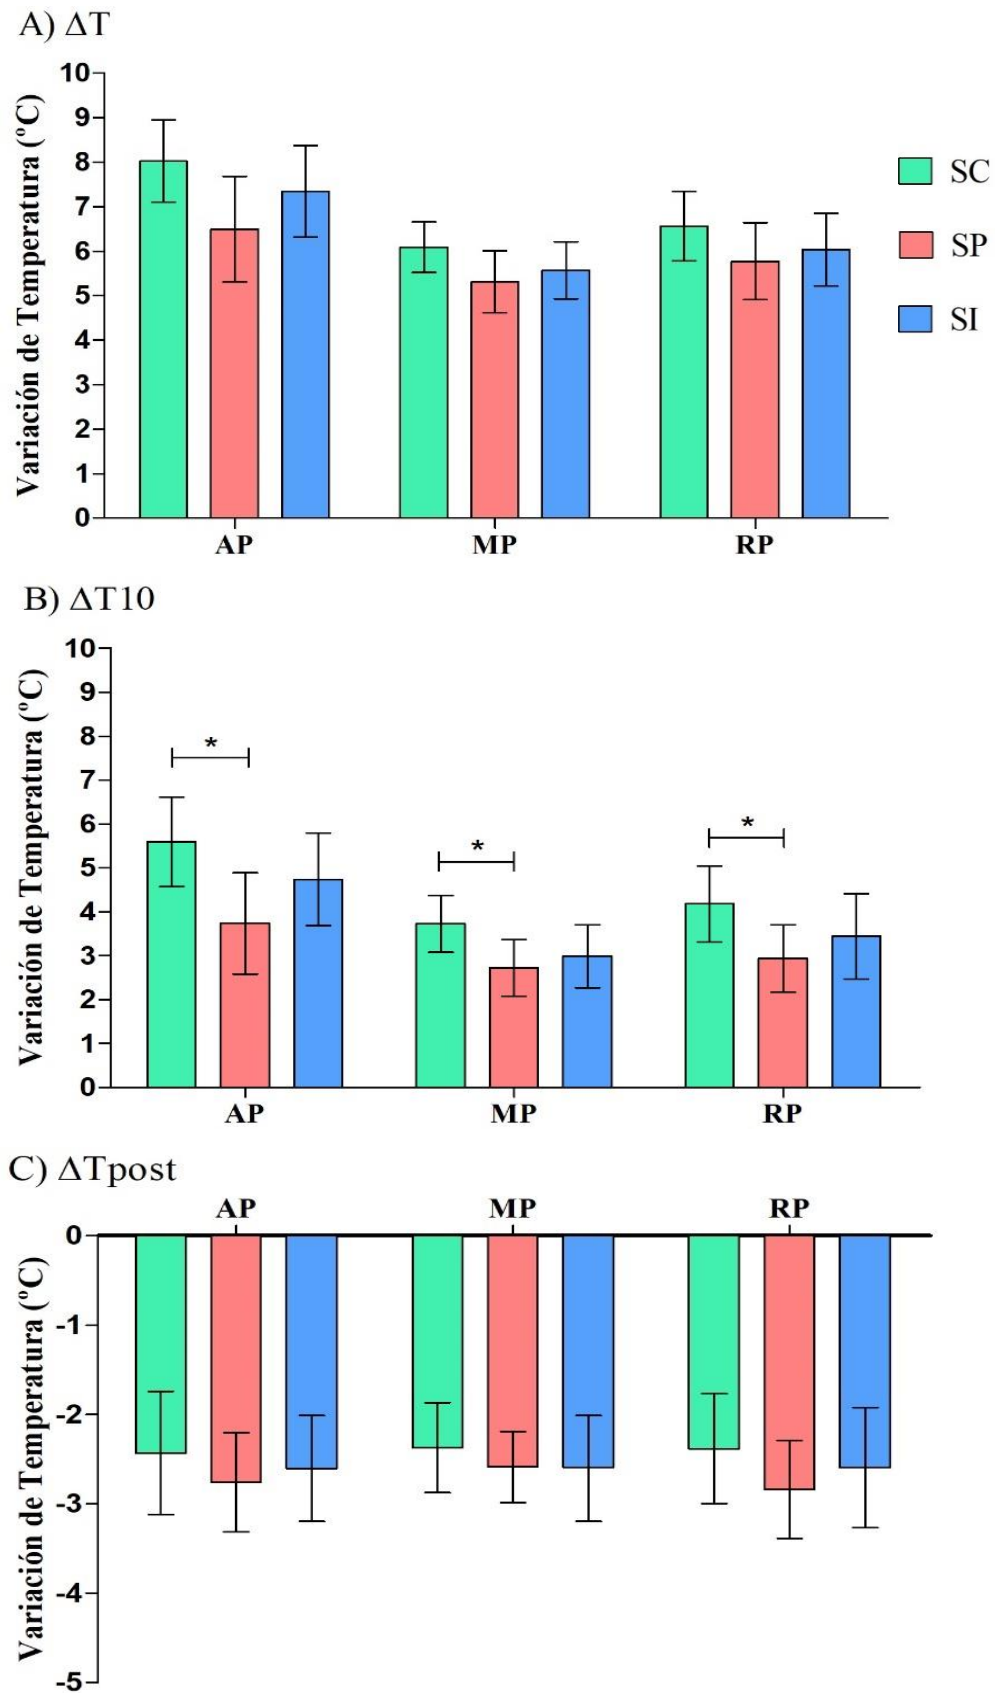 A) ΔT
Variación de Temperatura (ºC)
10
9
8
7
6
5
4
3
2
1
0
AP MP RP
SC
SP
SI
B) ΔT10
Variación de Temperatura (ºC)
10
9
8
7
6
5
4
3
2
1
0
*
*
*
AP MP RP
C) ΔTpost
AP MP RP
Variación de Temperatura (ºC)
0
-1
-2
-3
-4
-5